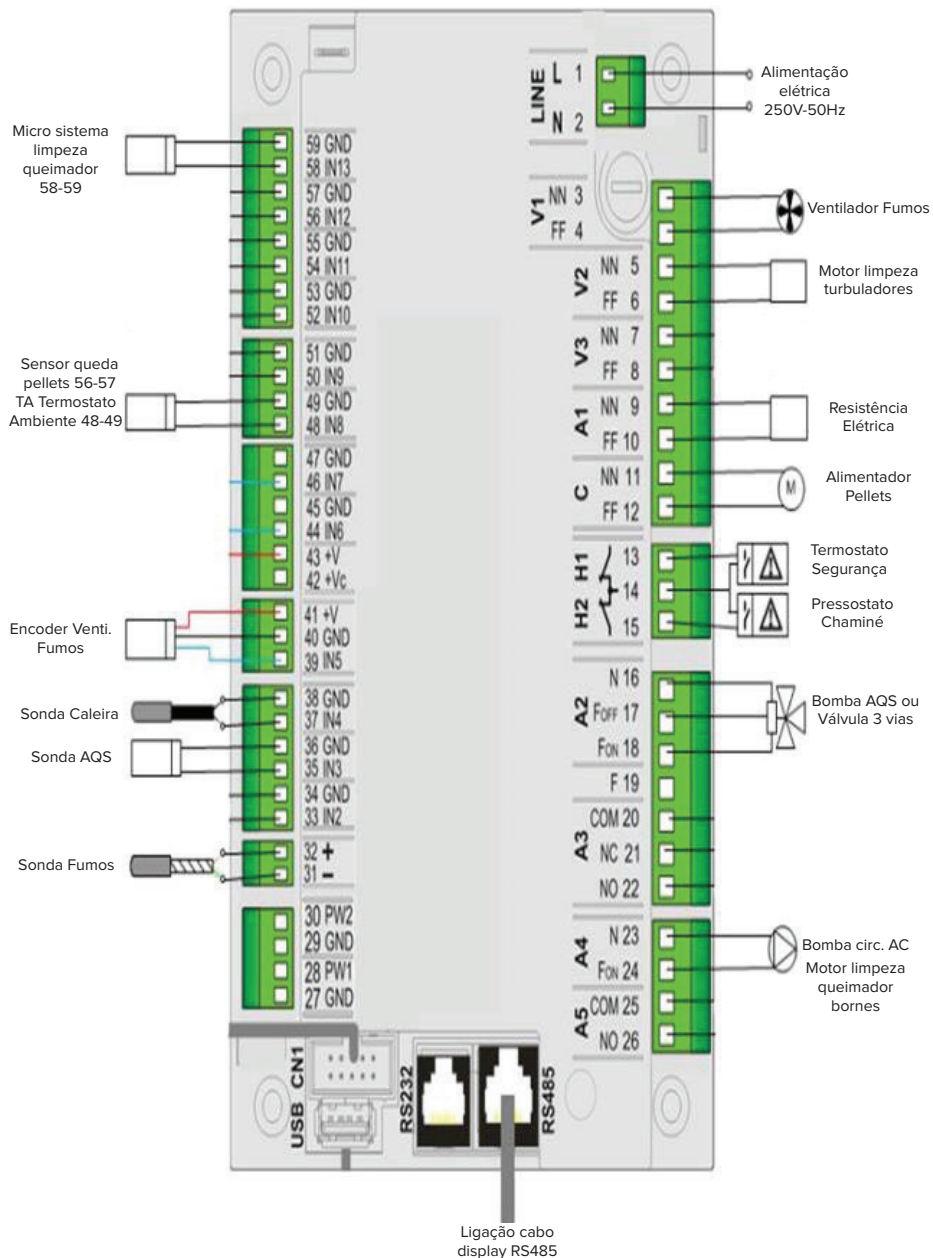 Micro sistema
limpeza
queimador
58-59
Sensor queda
pellets 56-57
TA Termostato
Ambiente 48-49
Encoder Venti.
Fumos
Sonda Caleira
Sonda AQS
Sonda Fumos
59 GND
58 IN13
57 GND
56 IN12
55 GND
54 IN11
53 GND
52 IN10
51 GND
50 IN9
49 GND
48 IN8
47 GND
46 IN7
45 GND
44 IN6
43 +V
42 +Vc
41 +V
40 GND
39 IN5
38 GND
37 IN4
36 GND
35 IN3
34 GND
33 IN2
32 +
31 −
30 PW2
29 GND
28 PW1
27 GND
LINE
L 1
N 2
V1
NN 3
FF 4
V2
NN 5
FF 6
V3
NN 7
FF 8
A1
NN 9
FF 10
C
NN 11
FF 12
H1
13
14
H2
15
A2
N 16
FOFF 17
FON 18
F 19
A3
COM 20
NC 21
NO 22
A4
N 23
FON 24
A5
COM 25
NO 26
Alimentação
elétrica
250V-50Hz
Ventilador Fumos
Motor limpeza
turbuladores
Resistência
Elétrica
M
Alimentador
Pellets
Termostato
Segurança
Pressostato
Chaminé
Bomba AQS ou
Válvula 3 vias
Bomba circ. AC
Motor limpeza
queimador
bornes
USB CN1
RS232
RS485
Ligação cabo
display RS485